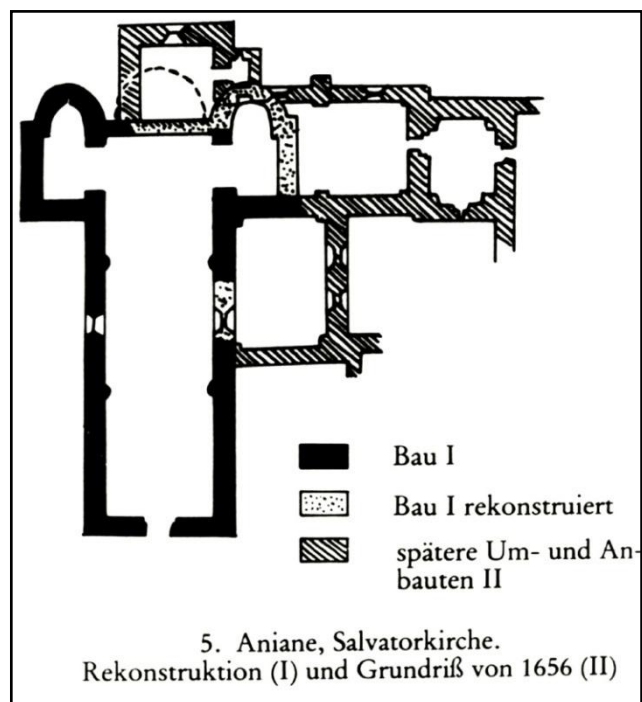 Bau I
Bau I rekonstruiert
spätere Um- und An-
bauten II
5. Aniane, Salvatorkirche.
Rekonstruktion (I) und Grundriß von 1656 (II)